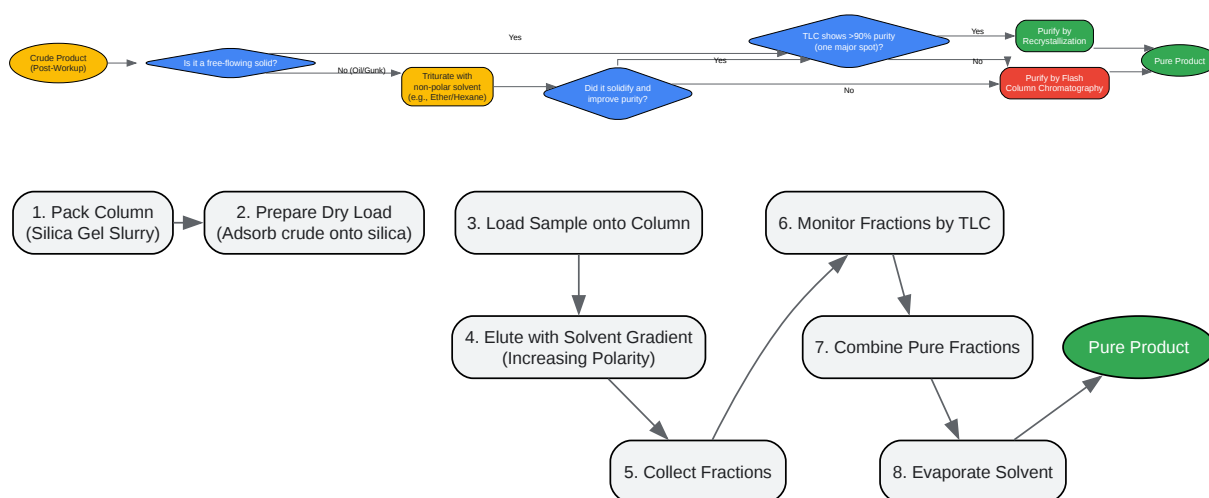 Crude Product
(Post-Workup)
Is it a free-flowing solid?
Yes
No (Oil/Gunk)
Triturate with
non-polar solvent
(e.g., Ether/Hexane)
Did it solidify and
improve purity?
Yes
No
TLC shows >90% purity
(one major spot)?
Yes
No
Purify by
Recrystallization
Purify by Flash
Column Chromatography
Pure Product
1. Pack Column
(Silica Gel Slurry)
2. Prepare Dry Load
(Adsorb crude onto silica)
3. Load Sample onto Column
4. Elute with Solvent Gradient
(Increasing Polarity)
5. Collect Fractions
6. Monitor Fractions by TLC
7. Combine Pure Fractions
8. Evaporate Solvent
Pure Product